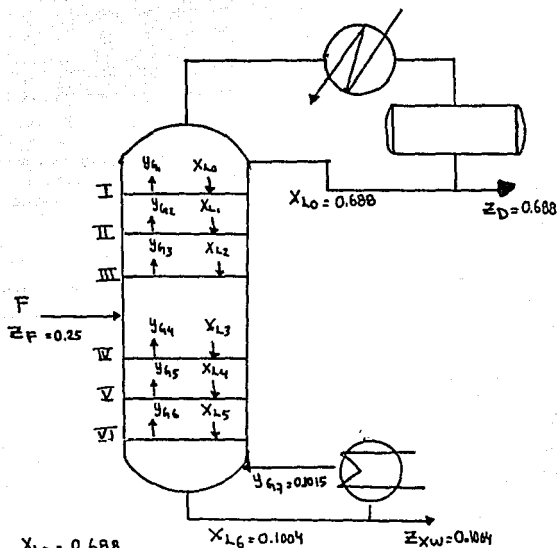 y_G1 X_L0
I
y_G2 X_L1
II
y_G3 X_L2
III
X_L0 = 0.688
Z_D = 0.688
F
Z_F = 0.25
y_G4 X_L3
IV
y_G5 X_L4
V
y_G6 X_L5
VI
y_G7 = 0.1015
X_L6 = 0.1004
Z_XW = 0.1004